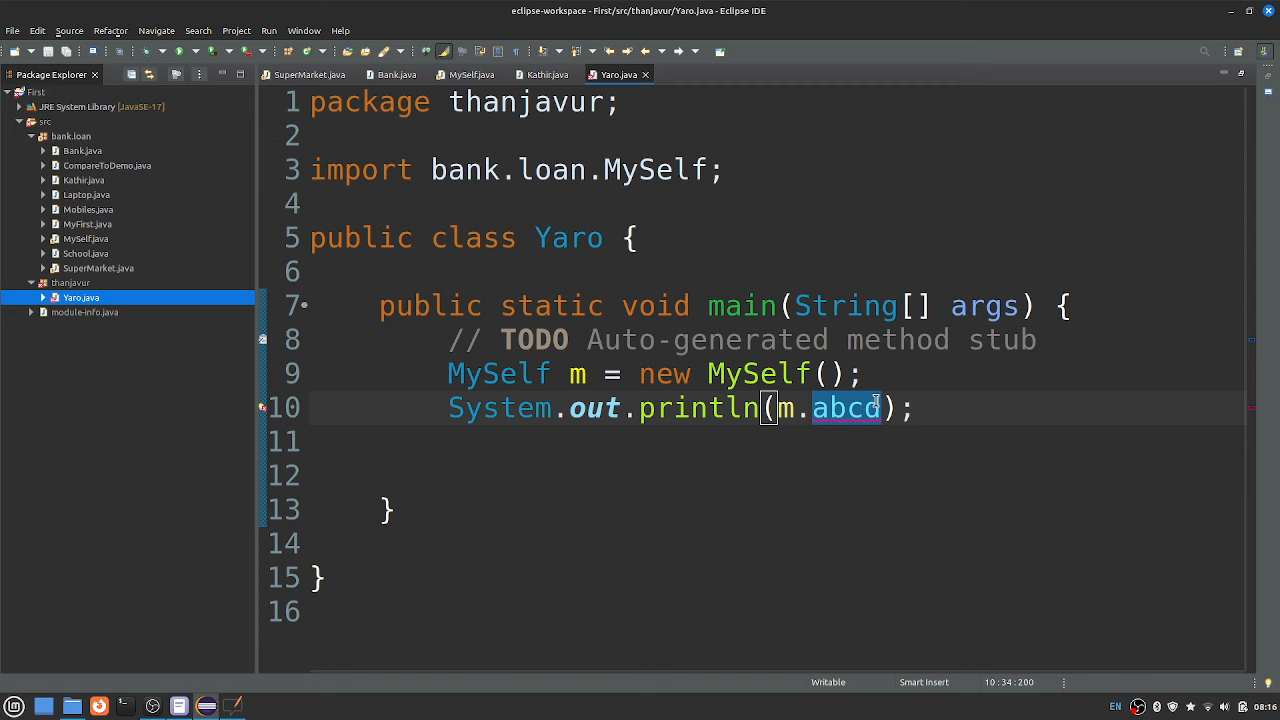 eclipse-workspace - First/src/thanjavur/Yaro.java - Eclipse IDE
File Edit Source Refactor Navigate Search Project Run Window Help
Package Explorer
SuperMarket.java Bank.java MySelf.java Kathir.java Yaro.java
First
JRE System Library [JavaSE-17]
src
bank.loan
Bank.java
CompareToDemo.java
Kathir.java
Laptop.java
Mobiles.java
MyFirst.java
MySelf.java
School.java
SuperMarket.java
thanjavur
Yaro.java
module-info.java
1 package thanjavur;
2
3 import bank.loan.MySelf;
4
5 public class Yaro {
6
7 public static void main(String[] args) {
8 // TODO Auto-generated method stub
9 MySelf m = new MySelf();
10 System.out.println(m.abcd);
11
12
13 }
14
15 }
16
Writable Smart Insert 10 : 34 : 200
EN 08:16